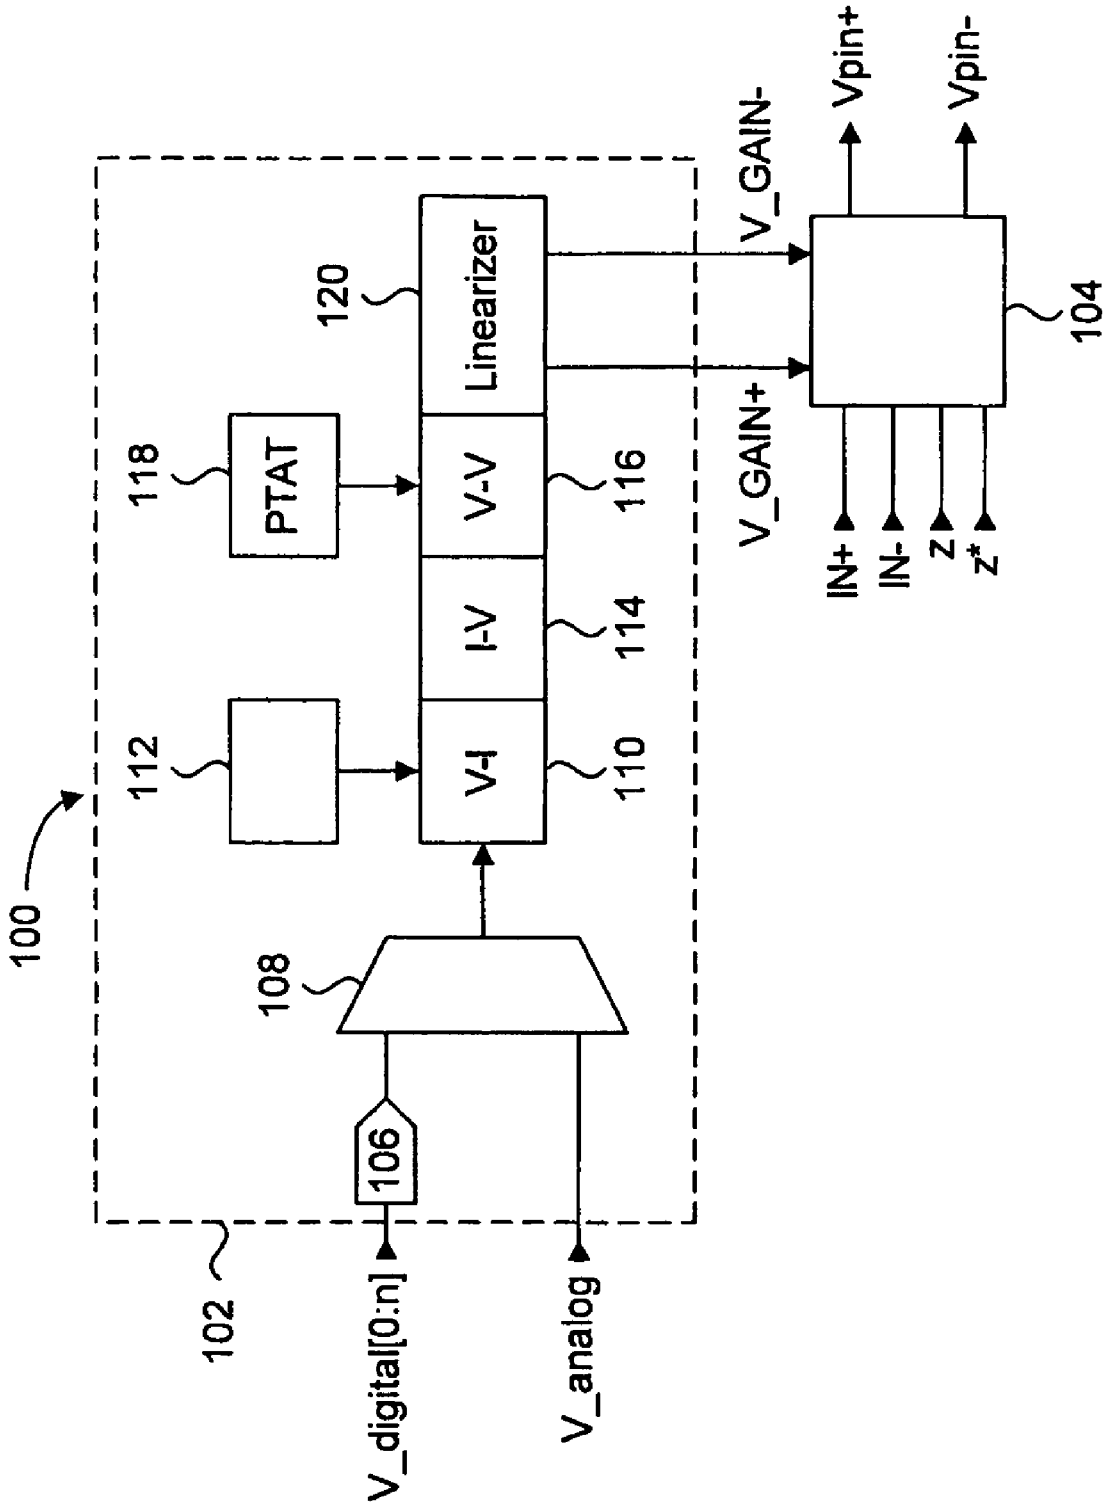 100
102
112
118
PTAT
120
108
V_digital[0:n]
106
V_analog
V-I
I-V
V-V
Linearizer
110
114
116
V_GAIN+
V_GAIN-
IN+
IN-
Z
Z*
104
Vpin+
Vpin-